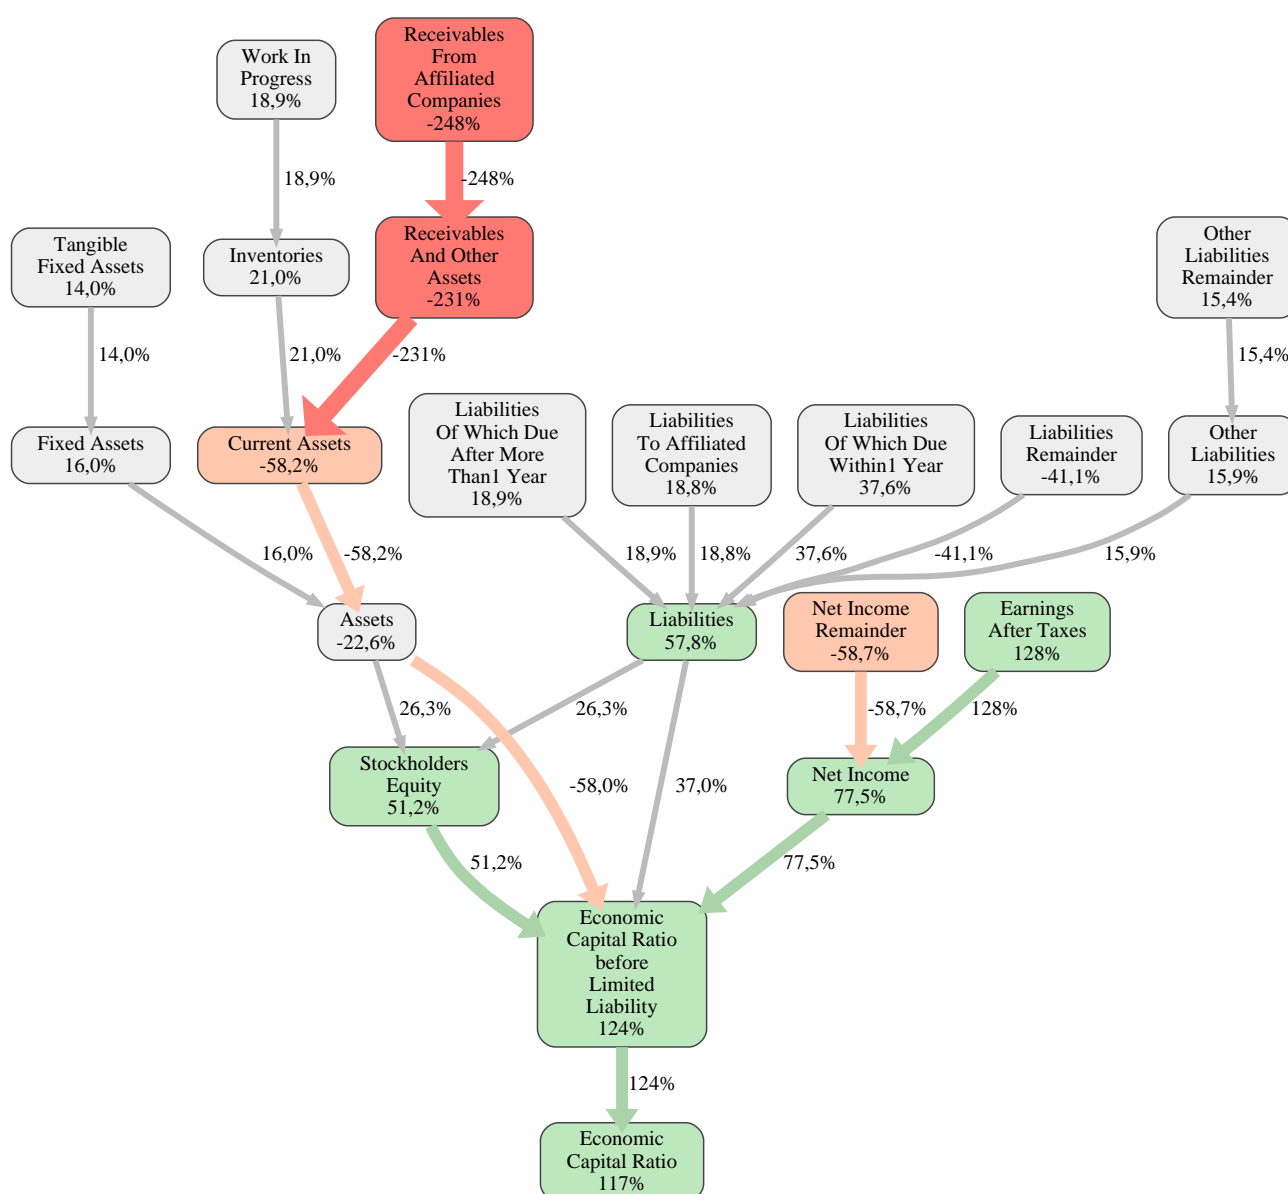 Receivables
From
Affiliated
Companies
-248%
Work In
Progress
18,9%
18,9%
-248%
Tangible
Fixed Assets
14,0%
Inventories
21,0%
Receivables
And Other
Assets
-231%
Other
Liabilities
Remainder
15,4%
14,0%
21,0%
-231%
15,4%
Fixed Assets
16,0%
Current Assets
-58,2%
Liabilities
Of Which Due
After More
Than1 Year
18,9%
Liabilities
To Affiliated
Companies
18,8%
Liabilities
Of Which Due
Within1 Year
37,6%
Liabilities
Remainder
-41,1%
Other
Liabilities
15,9%
16,0%
-58,2%
18,9%
18,8%
37,6%
-41,1%
15,9%
Assets
-22,6%
Liabilities
57,8%
Net Income
Remainder
-58,7%
Earnings
After Taxes
128%
26,3%
26,3%
-58,7%
128%
Stockholders
Equity
51,2%
-58,0%
37,0%
Net Income
77,5%
51,2%
77,5%
Economic
Capital Ratio
before
Limited
Liability
124%
124%
Economic
Capital Ratio
117%